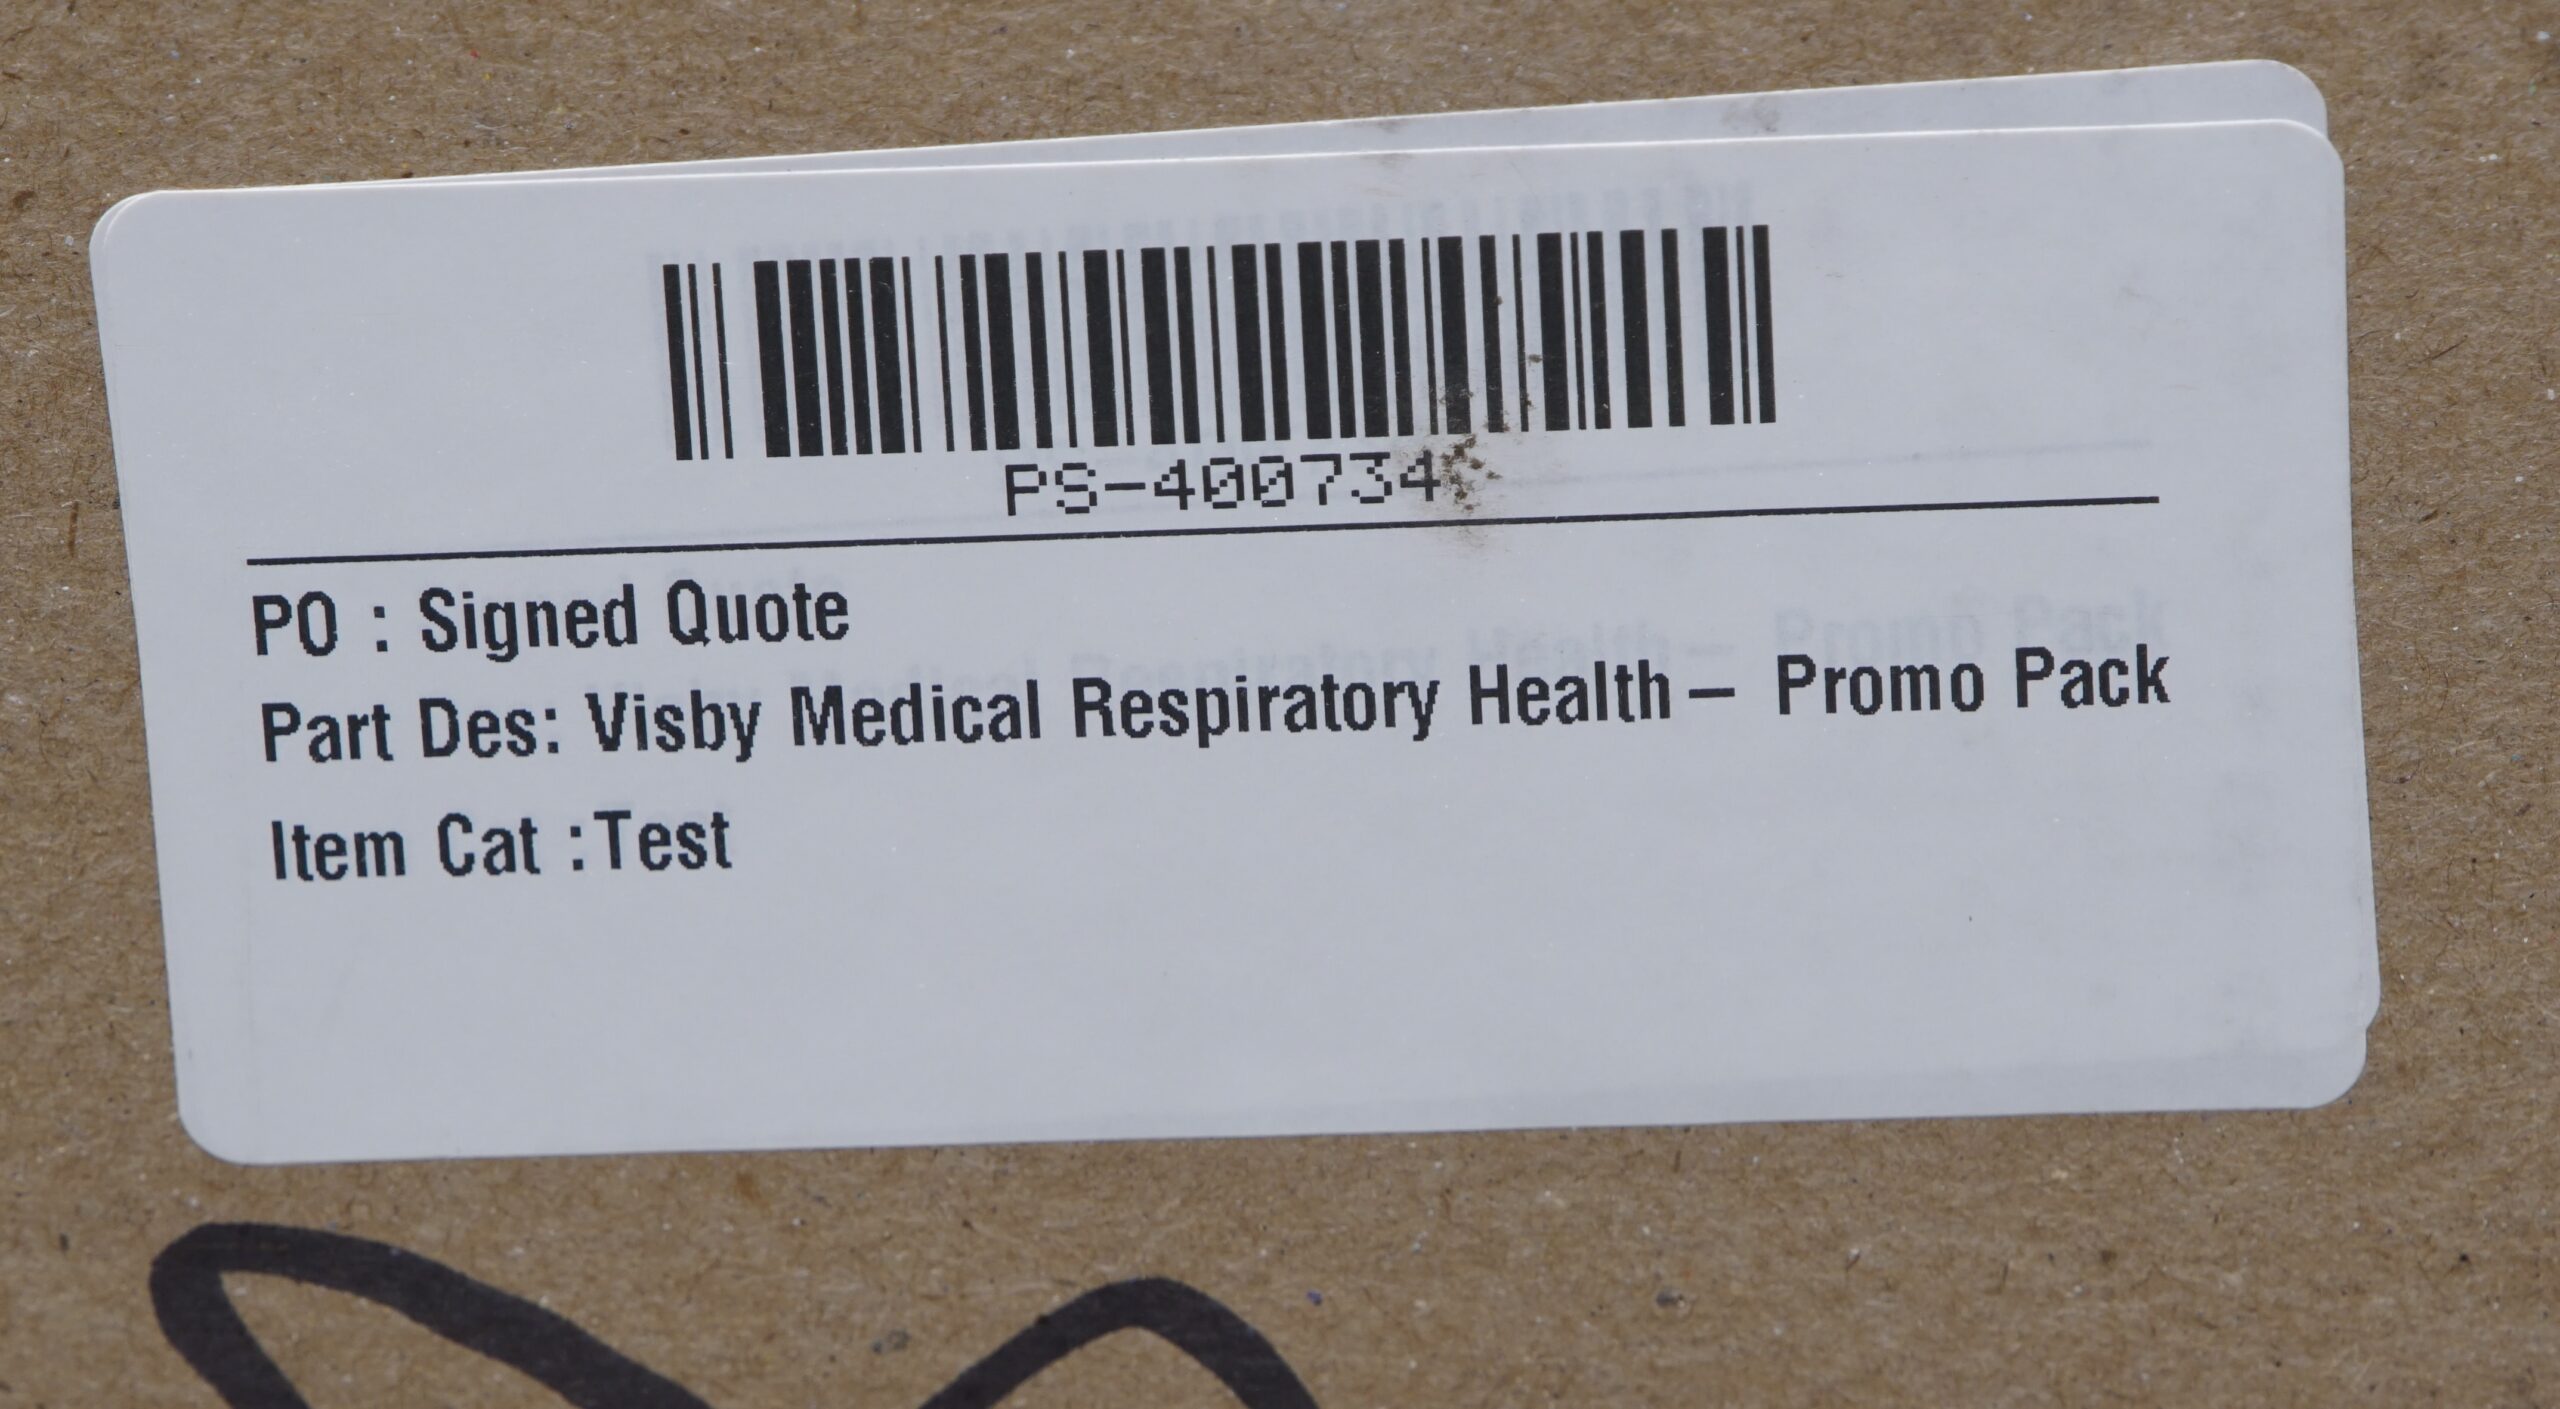 PS-400734
PO : Signed Quote
Part Des: Visby Medical Respiratory Health – Promo Pack
Item Cat :Test